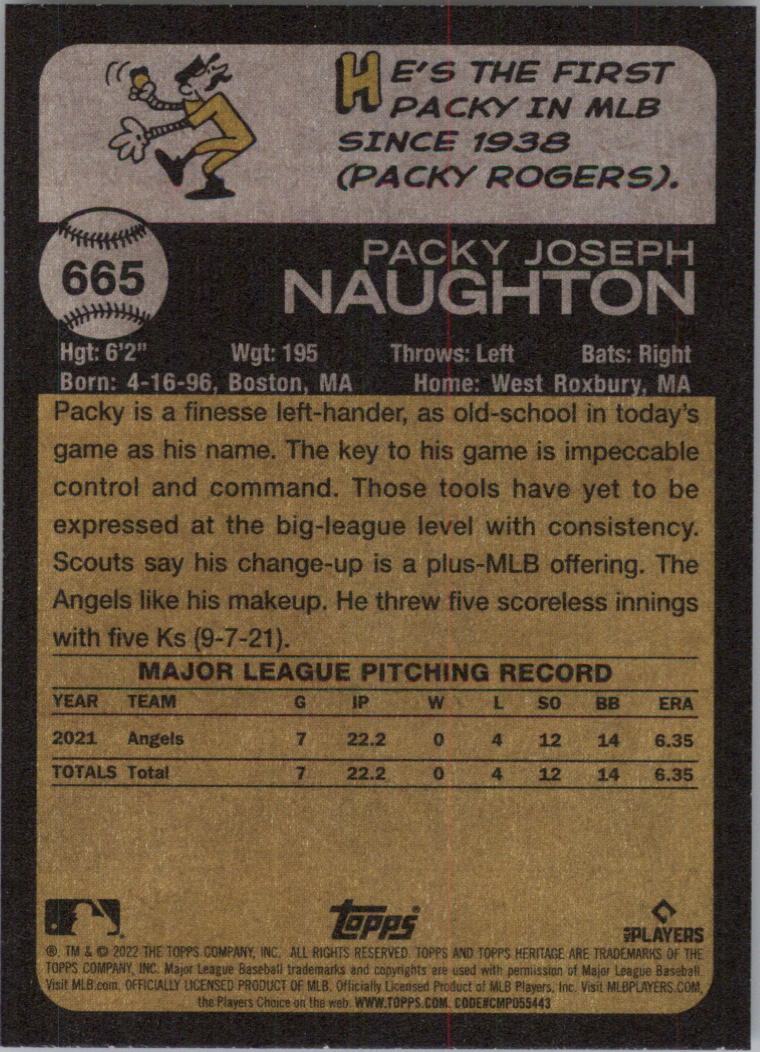 HE'S THE FIRST
PACKY IN MLB
SINCE 1938
(PACKY ROGERS).
665
PACKY JOSEPH
NAUGHTON
Hgt: 6'2" Wgt: 195 Throws: Left Bats: Right
Born: 4-16-96, Boston, MA Home: West Roxbury, MA
Packy is a finesse left-hander, as old-school in today's
game as his name. The key to his game is impeccable
control and command. Those tools have yet to be
expressed at the big-league level with consistency.
Scouts say his change-up is a plus-MLB offering. The
Angels like his makeup. He threw five scoreless innings
with five Ks (9-7-21).
MAJOR LEAGUE PITCHING RECORD
YEAR TEAM G IP W L SO BB ERA
2021 Angels 7 22.2 0 4 12 14 6.35
TOTALS Total 7 22.2 0 4 12 14 6.35
Topps®
MLB PLAYERS
®, TM & © 2022 THE TOPPS COMPANY, INC. ALL RIGHTS RESERVED. TOPPS AND TOPPS HERITAGE ARE TRADEMARKS OF THE
TOPPS COMPANY, INC. Major League Baseball trademarks and copyrights are used with permission of Major League Baseball.
Visit MLB.com. OFFICIALLY LICENSED PRODUCT OF MLB. Officially Licensed Product of MLB Players, Inc. Visit MLBPLAYERS.COM,
the Players Choice on the web. WWW.TOPPS.COM. CODE#CMP055443